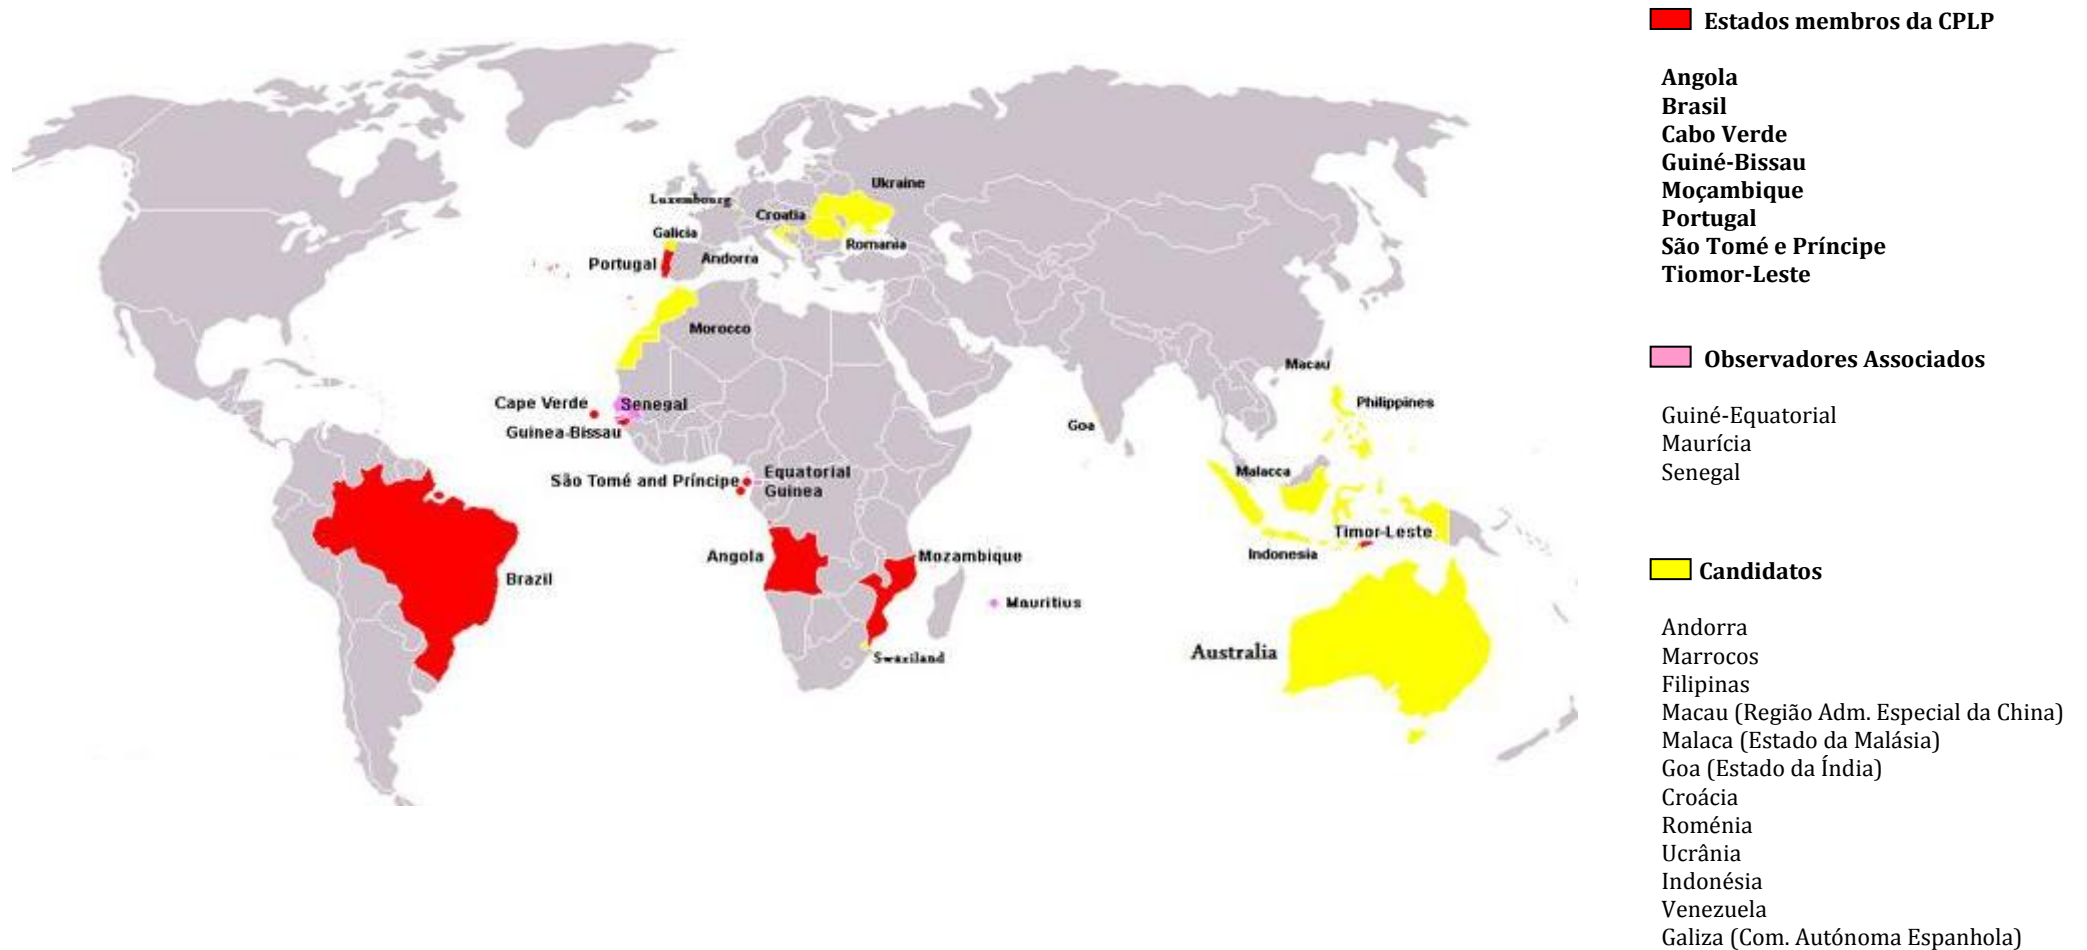 Estados membros da CPLP
Angola
Brasil
Cabo Verde
Guiné-Bissau
Moçambique
Portugal
São Tomé e Príncipe
Tiomor-Leste
Observadores Associados
Guiné-Equatorial
Maurícia
Senegal
Candidatos
Andorra
Marrocos
Filipinas
Macau (Região Adm. Especial da China)
Malaca (Estado da Malásia)
Goa (Estado da Índia)
Croácia
Roménia
Ucrânia
Indonésia
Venezuela
Galiza (Com. Autónoma Espanhola)
Ukraine
Luxembourg
Croatia
Galicia
Romania
Andorra
Portugal
Morocco
Macau
Cape Verde
Senegal
Philippines
Goa
Guinea-Bissau
Malacca
São Tomé and Príncipe
Equatorial
Guinea
Timor-Leste
Indonesia
Angola
Mozambique
Brazil
Mauritius
Australia
Swaziland